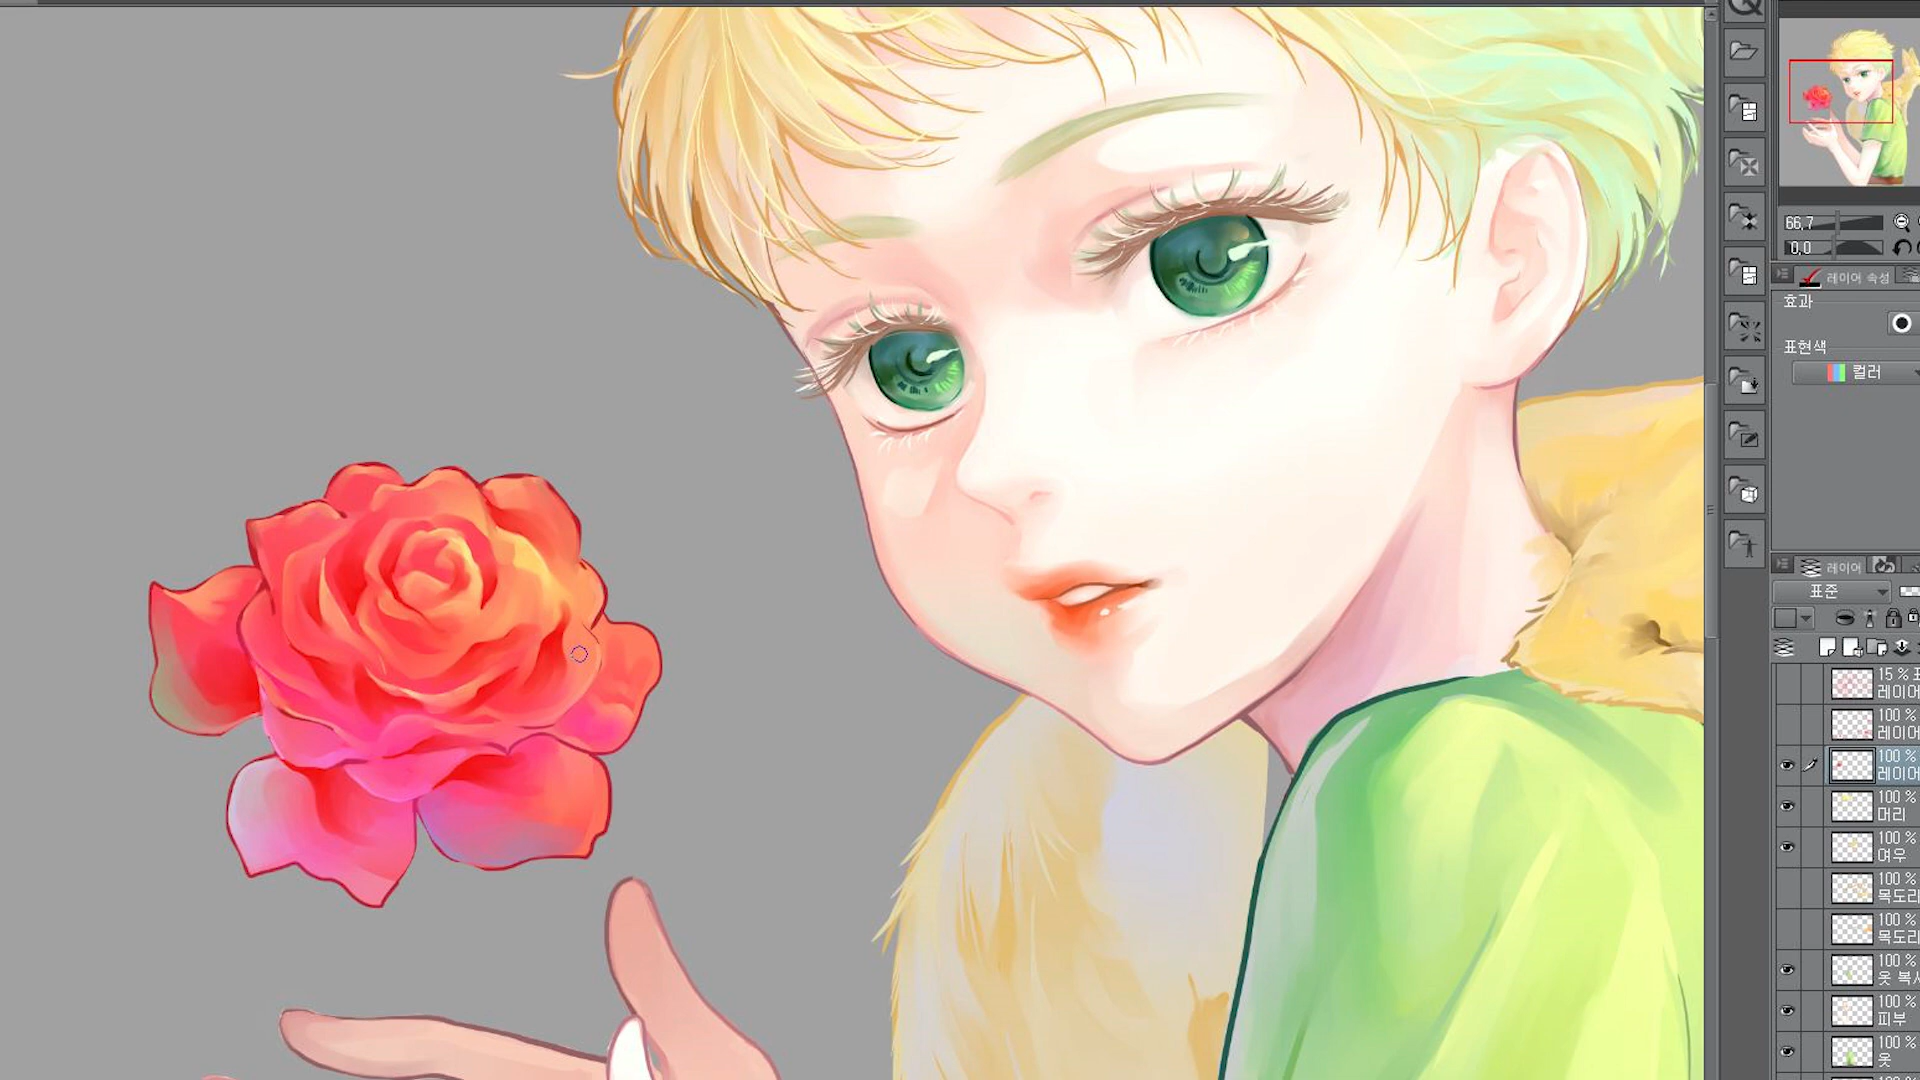 66.7
0.0
레이어 속성
효과
표현색
컬러
레이어
표준
15 %
레이어
100 %
레이어
100 %
레이어
100 %
머리
100 %
여우
100 %
목도리
100 %
목도리
100 %
옷 복사
100 %
피부
100 %
옷